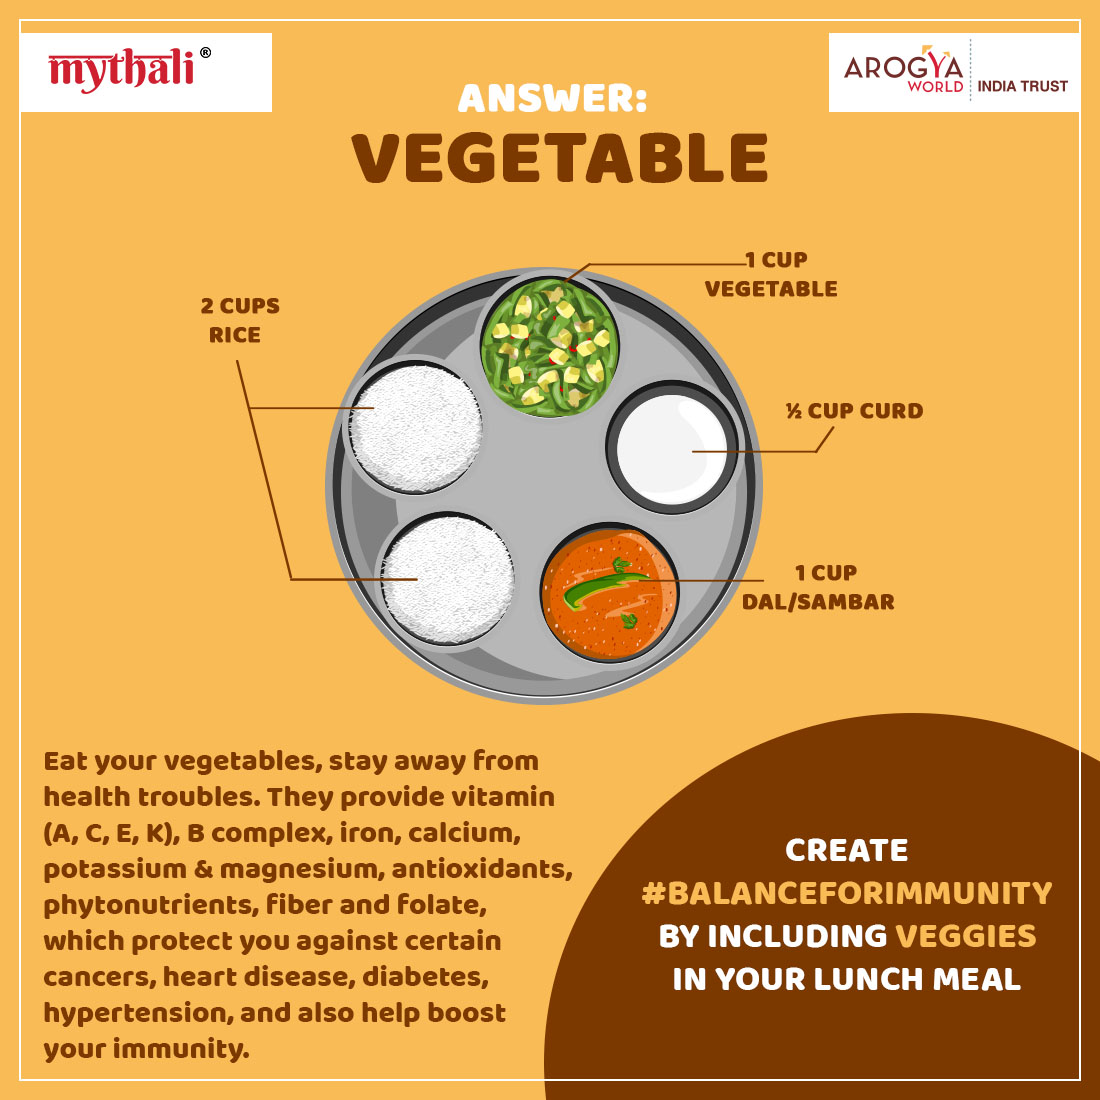 mythali®
AROGYA
WORLD
INDIA TRUST
ANSWER:
VEGETABLE
1 CUP
VEGETABLE
2 CUPS
RICE
½ CUP CURD
1 CUP
DAL/SAMBAR
Eat your vegetables, stay away from
health troubles. They provide vitamin
(A, C, E, K), B complex, iron, calcium,
potassium & magnesium, antioxidants,
phytonutrients, fiber and folate,
which protect you against certain
cancers, heart disease, diabetes,
hypertension, and also help boost
your immunity.
CREATE
#BALANCEFORIMMUNITY
BY INCLUDING VEGGIES
IN YOUR LUNCH MEAL